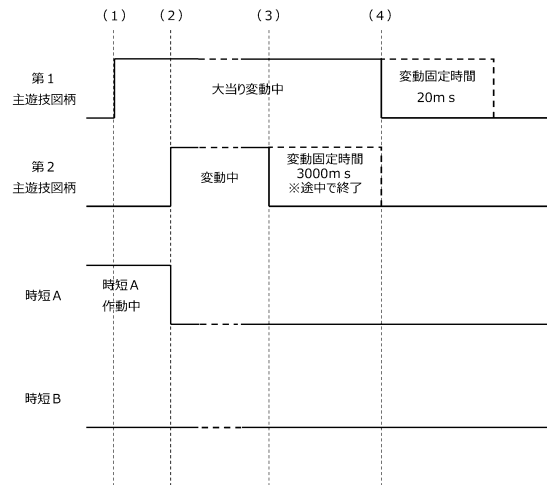 （1）
（2）
（3）
（4）
第１
主遊技図柄
大当り変動中
変動固定時間
20ｍｓ
第２
主遊技図柄
変動中
変動固定時間
3000ｍｓ
※途中で終了
時短Ａ
時短Ａ
作動中
時短Ｂ